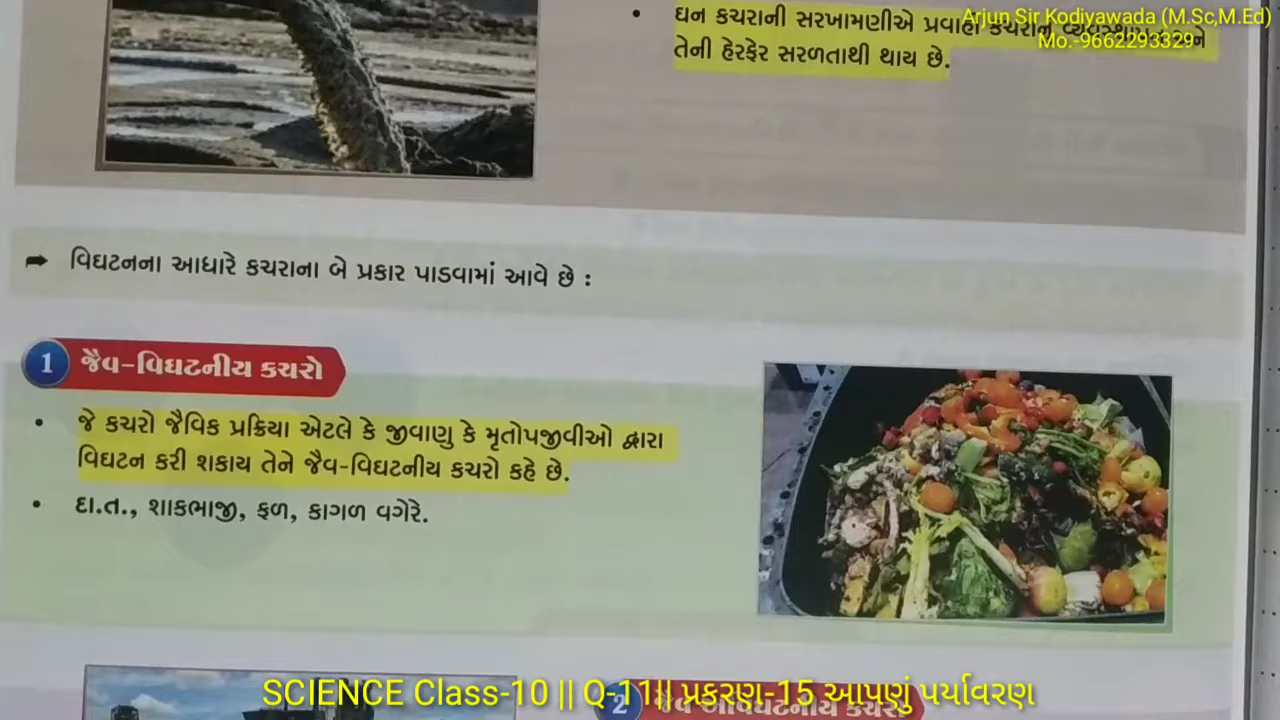 ઘન કચરાની સરખામણીએ પ્રવાહી કચરાનું
Arjun Sir Kodiyawada (M.Sc,M.Ed)
Mo.-9662293329
તેની હેરફેર સરળતાથી થાય છે.
➡ વિઘટનના આધારે કચરાના બે પ્રકાર પાડવામાં આવે છે :
1 જૈવ-વિઘટનીય કચરો
• જે કચરો જૈવિક પ્રક્રિયા એટલે કે જીવાણુ કે મૃતોપજીવીઓ દ્વારા
વિઘટન કરી શકાય તેને જૈવ-વિઘટનીય કચરો કહે છે.
• દા.ત., શાકભાજી, ફળ, કાગળ વગેરે.
2
SCIENCE Class-10 || Q-11|| પ્રકરણ-15 આપણું પર્યાવરણ